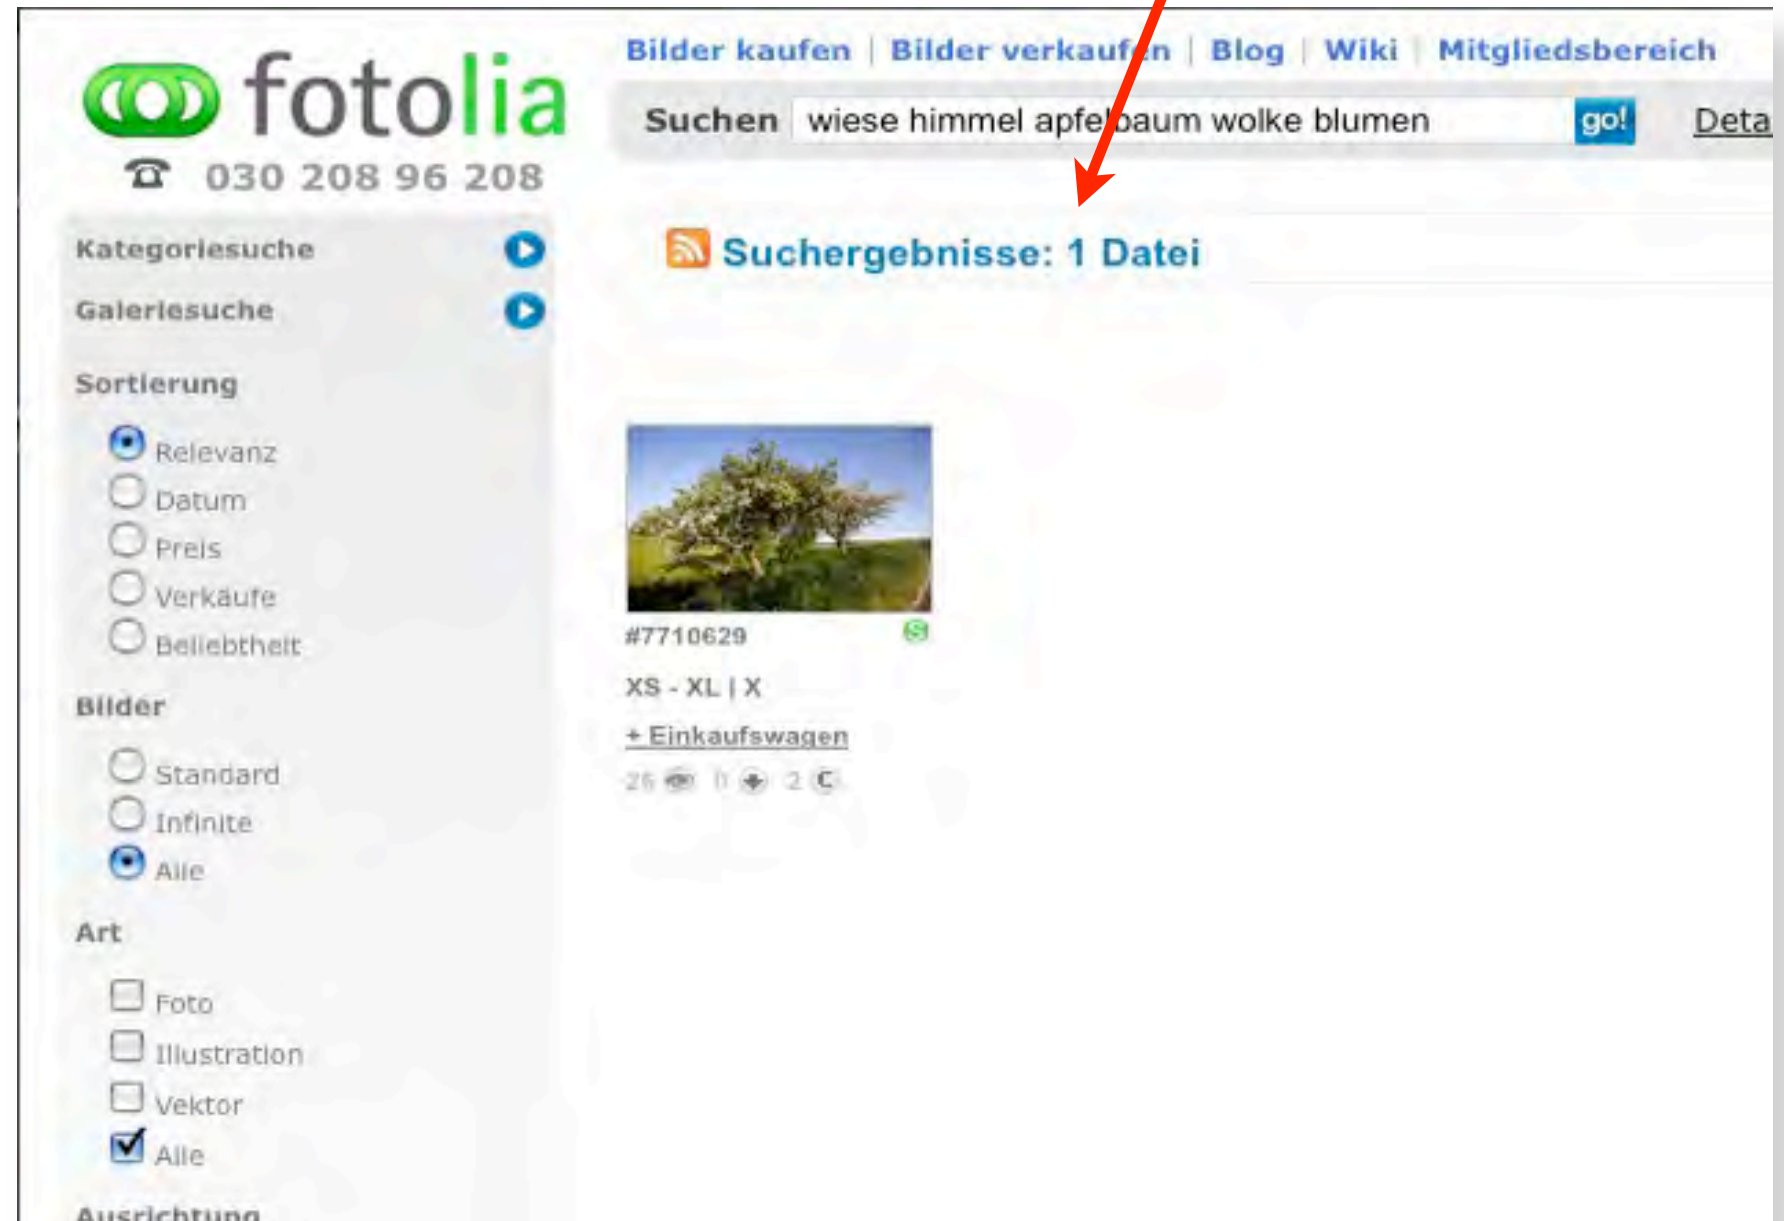 fotolia
030 208 96 208
Bilder kaufen | Bilder verkaufen | Blog | Wiki | Mitgliedsbereich
Suchen wiese himmel apfelbaum wolke blumen go! Deta
Suchergebnisse: 1 Datei
Kategoriesuche
Galeriesuche
Sortierung
Relevanz
Datum
Preis
Verkäufe
Beliebtheit
Bilder
Standard
Infinite
Alle
Art
Foto
Illustration
Vektor
Alle
Ausrichtung
#7710629
XS - XL | X
+ Einkaufswagen
26 0 2 C